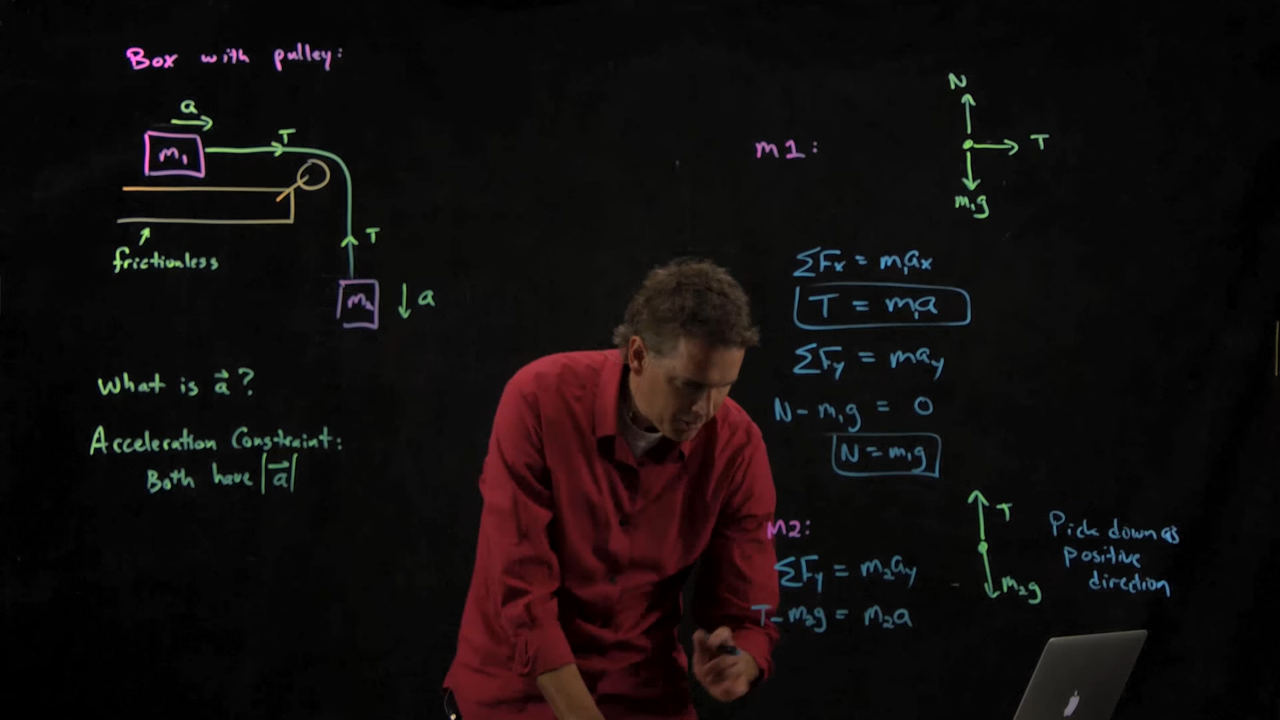 Box with pulley:
a
T
m₁
T
frictionless
m₂
a
What is a⃗?
Acceleration Constraint:
Both have |a⃗|
N
m1:
T
m₁g
ΣFx = m₁ax
T = m₁a
ΣFy = may
N - m₁g = 0
N = m₁g
m2:
T
Pick down as
positive
direction
ΣFy = m₂ay
m₂g
T - m₂g = m₂a